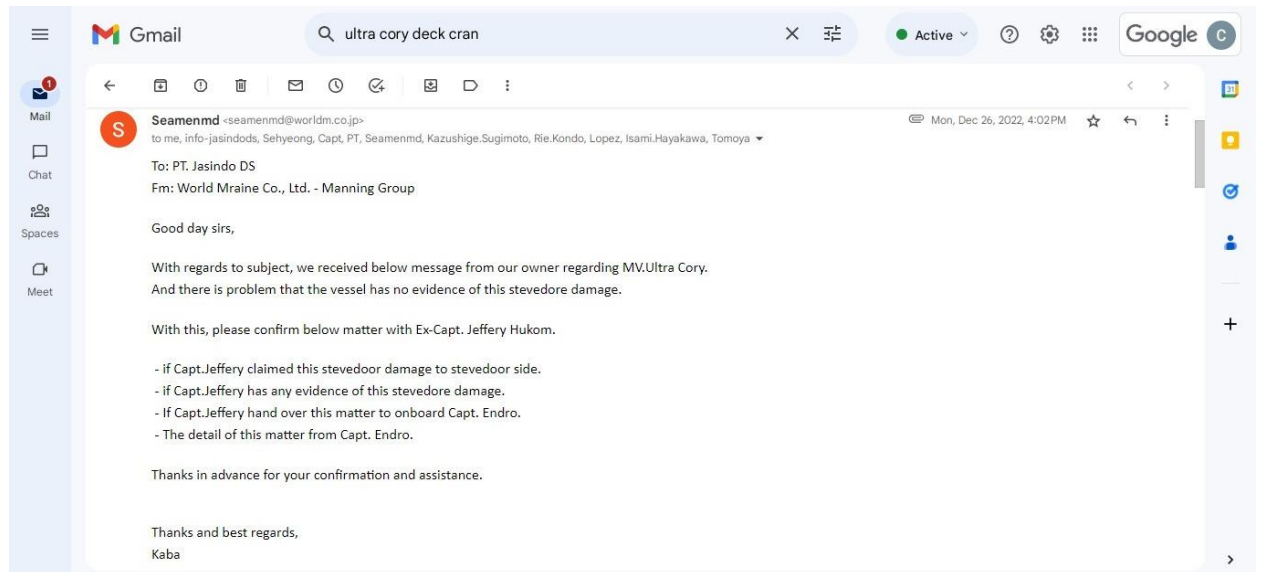 Gmail
ultra cory deck cran
Active
Google
C
1
Mail
Chat
Spaces
Meet
31
S
Seamenmd <seamenmd@worldm.co.jp>
Mon, Dec 26, 2022, 4:02 PM
to me, info-jasindods, Sehyeong, Capt, PT, Seamenmd, Kazushige.Sugimoto, Rie.Kondo, Lopez, Isami.Hayakawa, Tomoya
To: PT. Jasindo DS
Fm: World Mraine Co., Ltd. - Manning Group
Good day sirs,
With regards to subject, we received below message from our owner regarding MV.Ultra Cory.
And there is problem that the vessel has no evidence of this stevedore damage.
With this, please confirm below matter with Ex-Capt. Jeffery Hukom.
- if Capt.Jeffery claimed this stevedoor damage to stevedoor side.
- if Capt.Jeffery has any evidence of this stevedore damage.
- If Capt.Jeffery hand over this matter to onboard Capt. Endro.
- The detail of this matter from Capt. Endro.
Thanks in advance for your confirmation and assistance.
Thanks and best regards,
Kaba